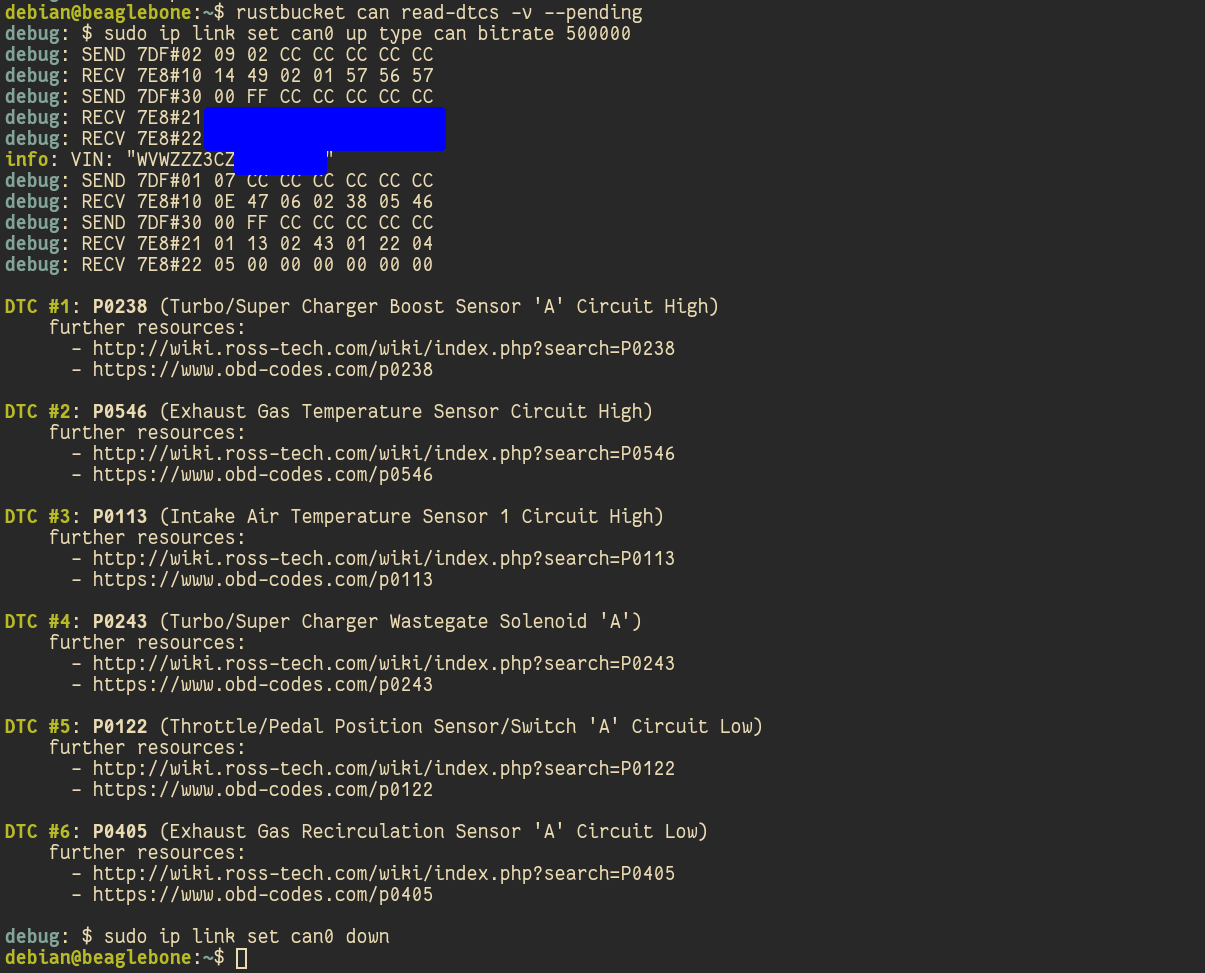 debian@beaglebone:~$ rustbucket can read-dtcs -v --pending
debug: $ sudo ip link set can0 up type can bitrate 500000
debug: SEND 7DF#02 09 02 CC CC CC CC CC
debug: RECV 7E8#10 14 49 02 01 57 56 57
debug: SEND 7DF#30 00 FF CC CC CC CC CC
debug: RECV 7E8#21
debug: RECV 7E8#22
info: VIN: "WVWZZZ3CZ "
debug: SEND 7DF#01 07 CC CC CC CC CC CC
debug: RECV 7E8#10 0E 47 06 02 38 05 46
debug: SEND 7DF#30 00 FF CC CC CC CC CC
debug: RECV 7E8#21 01 13 02 43 01 22 04
debug: RECV 7E8#22 05 00 00 00 00 00 00
DTC #1: P0238 (Turbo/Super Charger Boost Sensor 'A' Circuit High)
further resources:
- http://wiki.ross-tech.com/wiki/index.php?search=P0238
- https://www.obd-codes.com/p0238
DTC #2: P0546 (Exhaust Gas Temperature Sensor Circuit High)
further resources:
- http://wiki.ross-tech.com/wiki/index.php?search=P0546
- https://www.obd-codes.com/p0546
DTC #3: P0113 (Intake Air Temperature Sensor 1 Circuit High)
further resources:
- http://wiki.ross-tech.com/wiki/index.php?search=P0113
- https://www.obd-codes.com/p0113
DTC #4: P0243 (Turbo/Super Charger Wastegate Solenoid 'A')
further resources:
- http://wiki.ross-tech.com/wiki/index.php?search=P0243
- https://www.obd-codes.com/p0243
DTC #5: P0122 (Throttle/Pedal Position Sensor/Switch 'A' Circuit Low)
further resources:
- http://wiki.ross-tech.com/wiki/index.php?search=P0122
- https://www.obd-codes.com/p0122
DTC #6: P0405 (Exhaust Gas Recirculation Sensor 'A' Circuit Low)
further resources:
- http://wiki.ross-tech.com/wiki/index.php?search=P0405
- https://www.obd-codes.com/p0405
debug: $ sudo ip link set can0 down
debian@beaglebone:~$